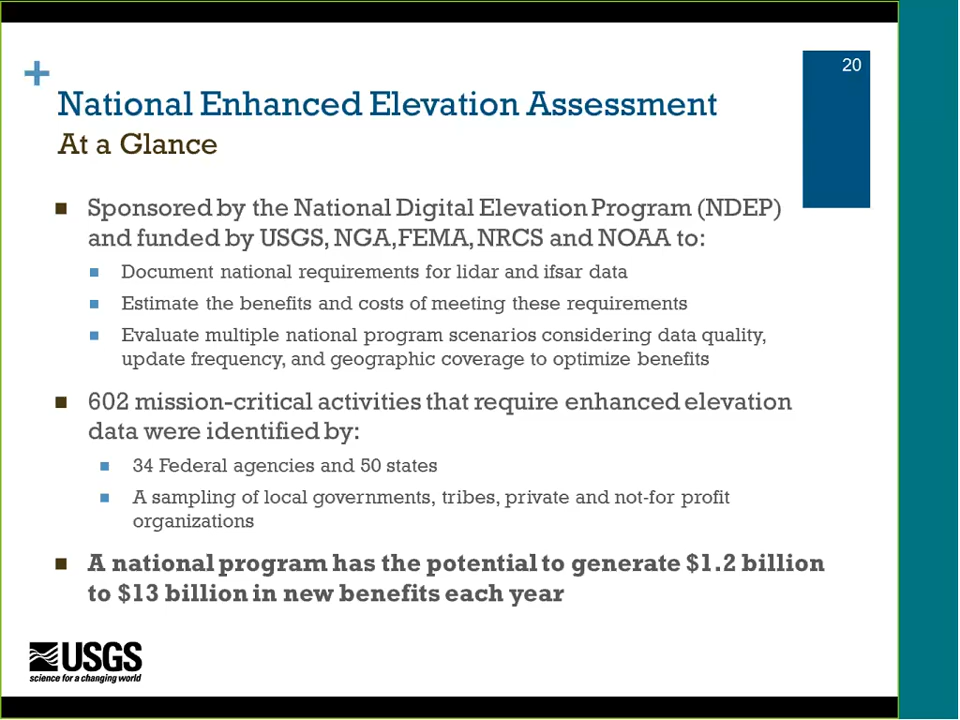 20
National Enhanced Elevation Assessment
At a Glance
Sponsored by the National Digital Elevation Program (NDEP)
and funded by USGS, NGA,FEMA, NRCS and NOAA to:
Document national requirements for lidar and ifsar data
Estimate the benefits and costs of meeting these requirements
Evaluate multiple national program scenarios considering data quality,
update frequency, and geographic coverage to optimize benefits
602 mission-critical activities that require enhanced elevation
data were identified by:
34 Federal agencies and 50 states
A sampling of local governments, tribes, private and not-for profit
organizations
A national program has the potential to generate $1.2 billion
to $13 billion in new benefits each year
USGS
science for a changing world